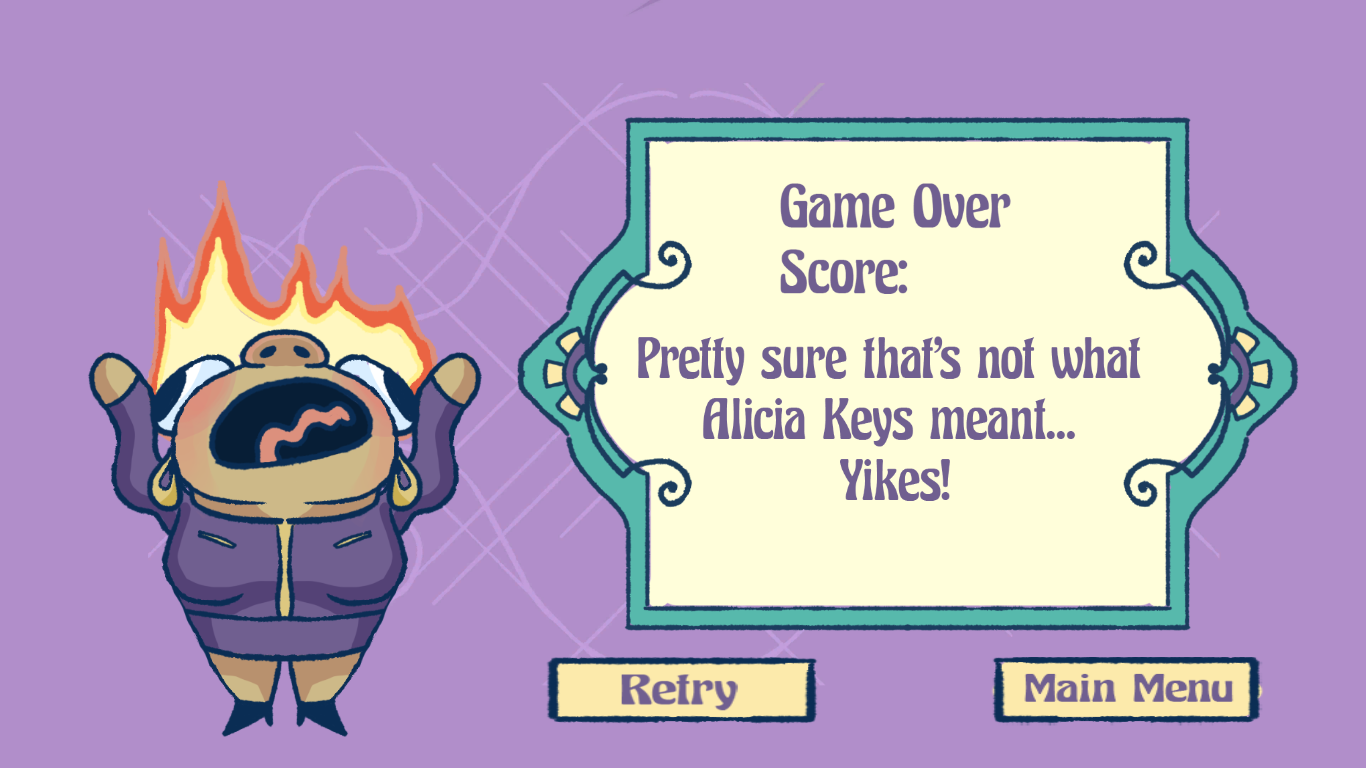 Game Over
Score:
Pretty sure that's not what
Alicia Keys meant...
Yikes!
Retry
Main Menu